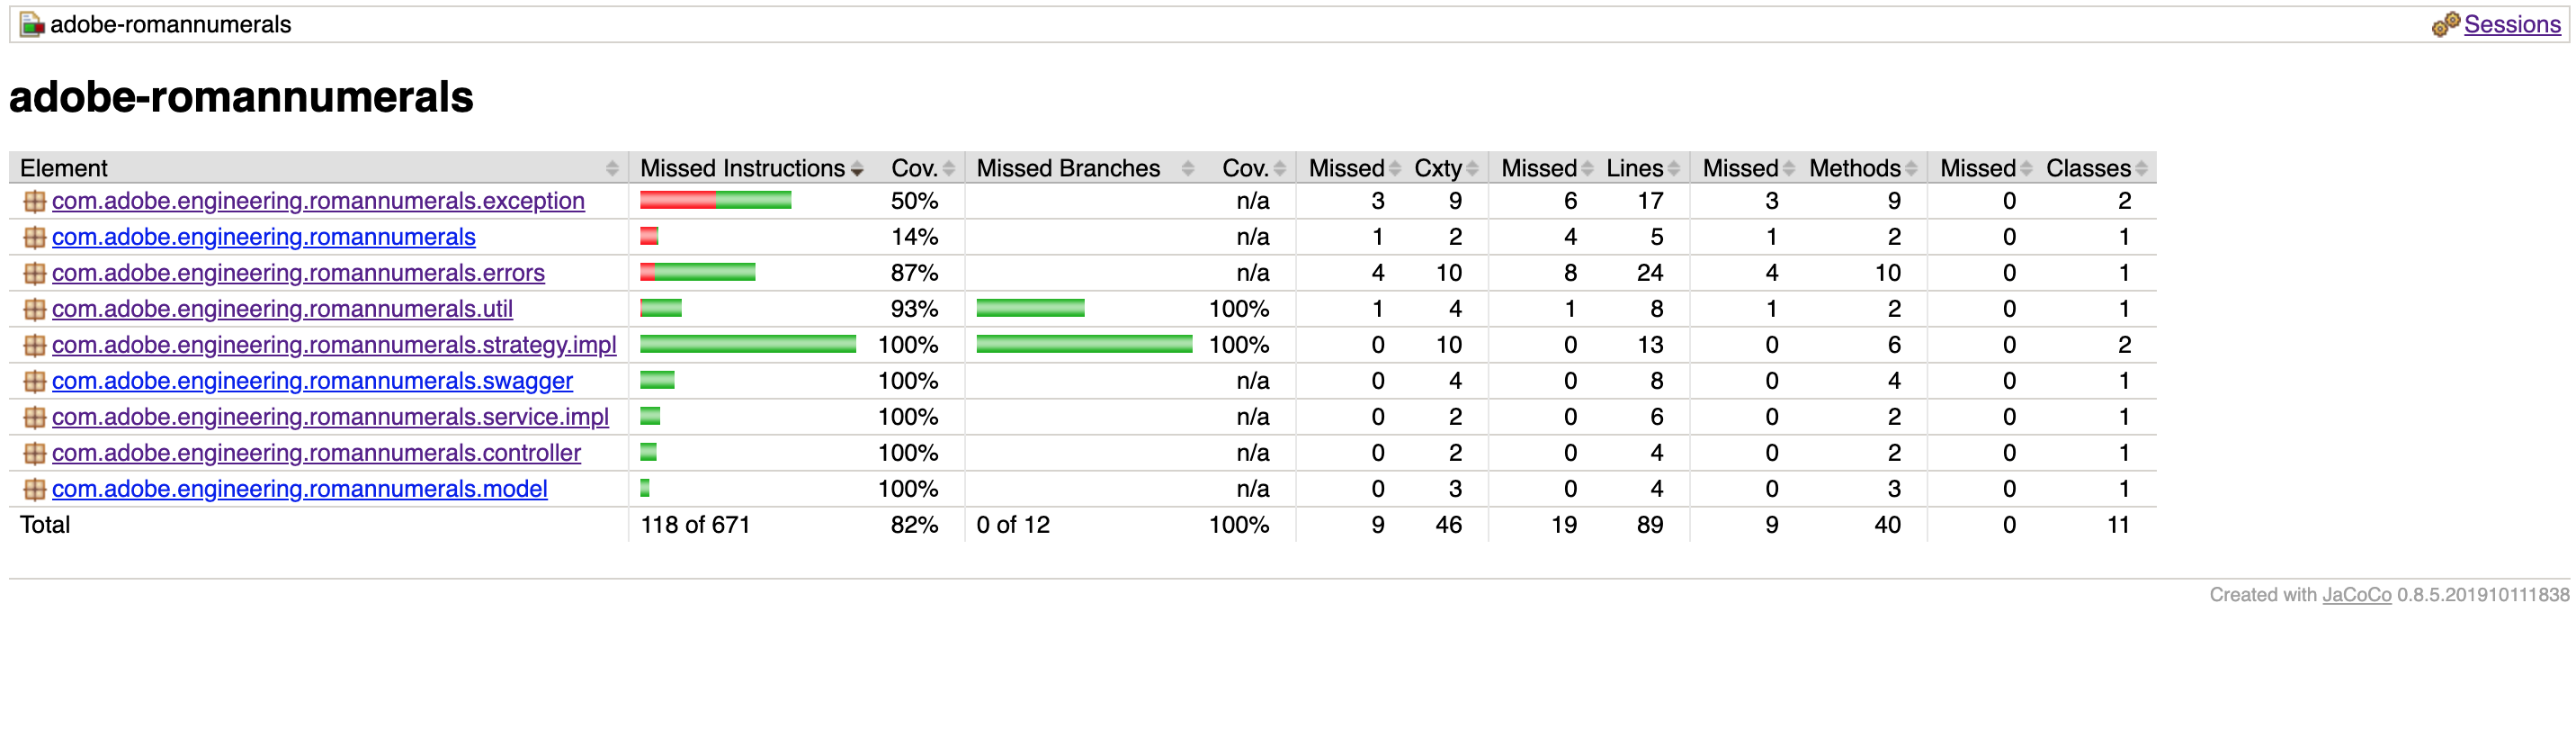 adobe-romannumerals Sessions
adobe-romannumerals
Element Missed Instructions Cov. Missed Branches Cov. Missed Cxty Missed Lines Missed Methods Missed Classes
com.adobe.engineering.romannumerals.exception 50% n/a 3 9 6 17 3 9 0 2
com.adobe.engineering.romannumerals 14% n/a 1 2 4 5 1 2 0 1
com.adobe.engineering.romannumerals.errors 87% n/a 4 10 8 24 4 10 0 1
com.adobe.engineering.romannumerals.util 93% 100% 1 4 1 8 1 2 0 1
com.adobe.engineering.romannumerals.strategy.impl 100% 100% 0 10 0 13 0 6 0 2
com.adobe.engineering.romannumerals.swagger 100% n/a 0 4 0 8 0 4 0 1
com.adobe.engineering.romannumerals.service.impl 100% n/a 0 2 0 6 0 2 0 1
com.adobe.engineering.romannumerals.controller 100% n/a 0 2 0 4 0 2 0 1
com.adobe.engineering.romannumerals.model 100% n/a 0 3 0 4 0 3 0 1
Total 118 of 671 82% 0 of 12 100% 9 46 19 89 9 40 0 11
Created with JaCoCo 0.8.5.201910111838